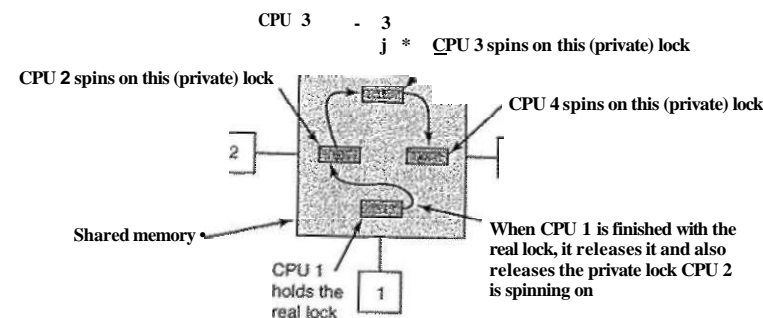 CPU 3 - 3
j * CPU 3 spins on this (private) lock
CPU 2 spins on this (private) lock
CPU 4 spins on this (private) lock
2
Shared memory •
When CPU 1 is finished with the
real lock, it releases it and also
releases the private lock CPU 2
is spinning on
CPU 1
holds the
real lock
1